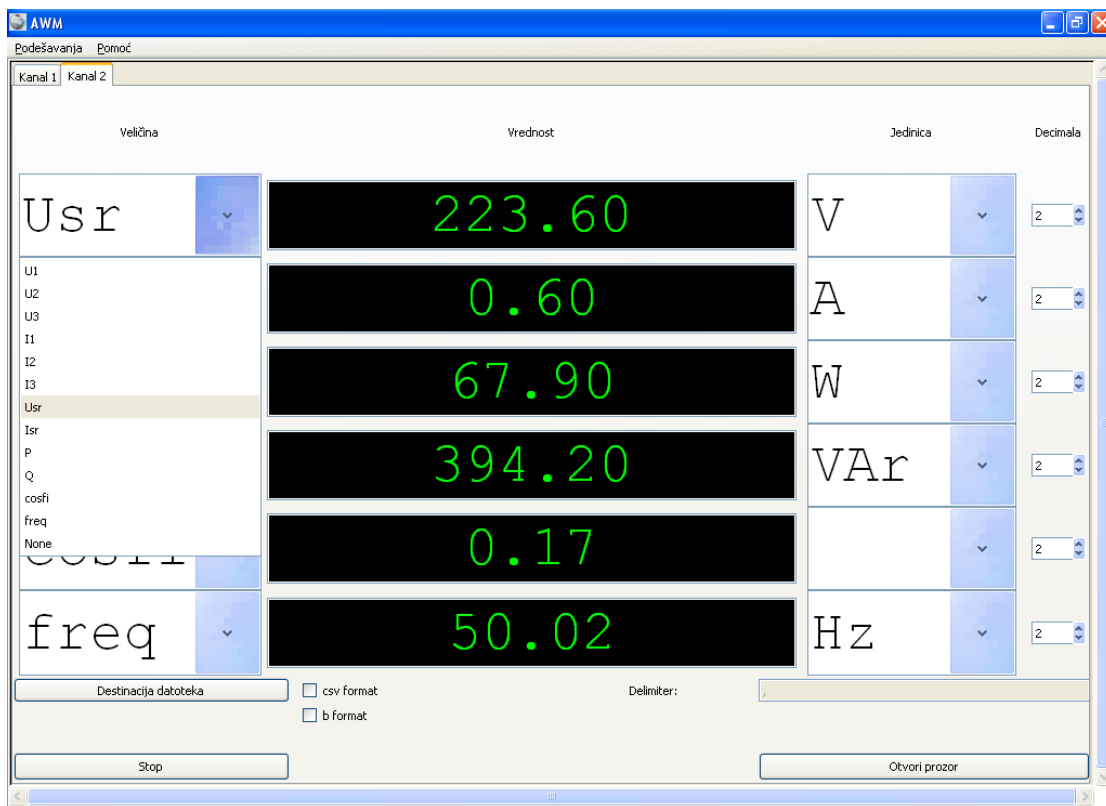 AWM
Podešavanja Pomoć
Kanal 1 Kanal 2
Veličina Vrednost Jedinica Decimala
Usr 223.60 V 2
U1
U2
U3
0.60 A 2
I1
I2
I3
67.90 W 2
Usr
Isr
P
394.20 VAr 2
Q
cosfi
freq
None
cosfi 0.17 2
freq 50.02 Hz 2
Destinacija datoteka csv format Delimiter: ,
b format
Stop Otvori prozor